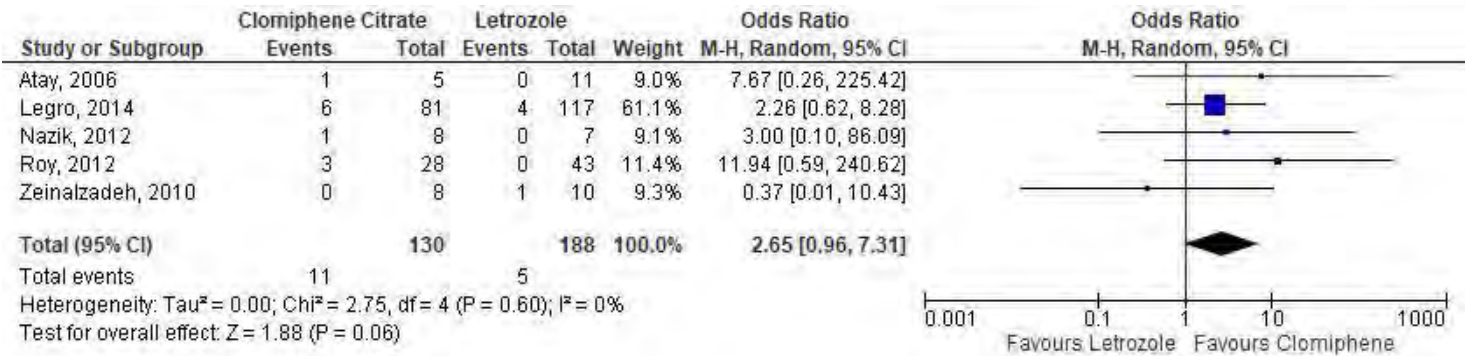 Clomiphene Citrate Letrozole Odds Ratio Odds Ratio
Study or Subgroup Events Total Events Total Weight M-H, Random, 95% CI M-H, Random, 95% CI
Atay, 2006 1 5 0 11 9.0% 7.67 [0.26, 225.42]
Legro, 2014 6 81 4 117 61.1% 2.26 [0.62, 8.28]
Nazik, 2012 1 8 0 7 9.1% 3.00 [0.10, 86.09]
Roy, 2012 3 28 0 43 11.4% 11.94 [0.59, 240.62]
Zeinalzadeh, 2010 0 8 1 10 9.3% 0.37 [0.01, 10.43]
Total (95% CI) 130 188 100.0% 2.65 [0.96, 7.31]
Total events 11 5
Heterogeneity: Tau² = 0.00; Chi² = 2.75, df = 4 (P = 0.60); I² = 0%
Test for overall effect: Z = 1.88 (P = 0.06)
0.001 0.1 1 10 1000
Favours Letrozole Favours Clomiphene